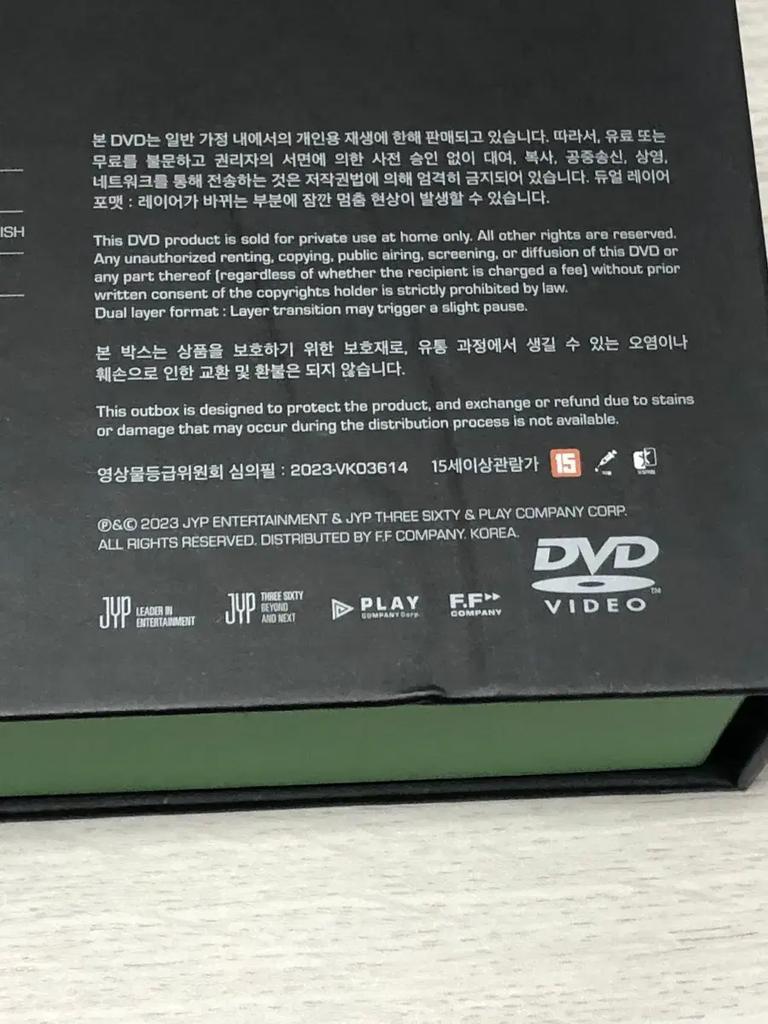 ISH
본 DVD는 일반 가정 내에서의 개인용 재생에 한해 판매되고 있습니다. 따라서, 유료 또는
무료를 불문하고 권리자의 서면에 의한 사전 승인 없이 대여, 복사, 공중송신, 상영,
네트워크를 통해 전송하는 것은 저작권법에 의해 엄격히 금지되어 있습니다. 듀얼 레이어
포맷 : 레이어가 바뀌는 부분에 잠깐 멈춤 현상이 발생할 수 있습니다.
This DVD product is sold for private use at home only. All other rights are reserved.
Any unauthorized renting, copying, public airing, screening, or diffusion of this DVD or
any part thereof (regardless of whether the recipient is charged a fee) without prior
written consent of the copyrights holder is strictly prohibited by law.
Dual layer format : Layer transition may trigger a slight pause.
본 박스는 상품을 보호하기 위한 보호재로, 유통 과정에서 생길 수 있는 오염이나
훼손으로 인한 교환 및 환불은 되지 않습니다.
This outbox is designed to protect the product, and exchange or refund due to stains
or damage that may occur during the distribution process is not available.
영상물등급위원회 심의필 : 2023-VK03614 15세이상관람가 15
℗&© 2023 JYP ENTERTAINMENT & JYP THREE SIXTY & PLAY COMPANY CORP.
ALL RIGHTS RESERVED. DISTRIBUTED BY F.F COMPANY. KOREA.
JYP LEADER IN ENTERTAINMENT
JYP THREE SIXTY BEYOND AND NEXT
PLAY COMPANY Corp.
F.F COMPANY
DVD VIDEO™